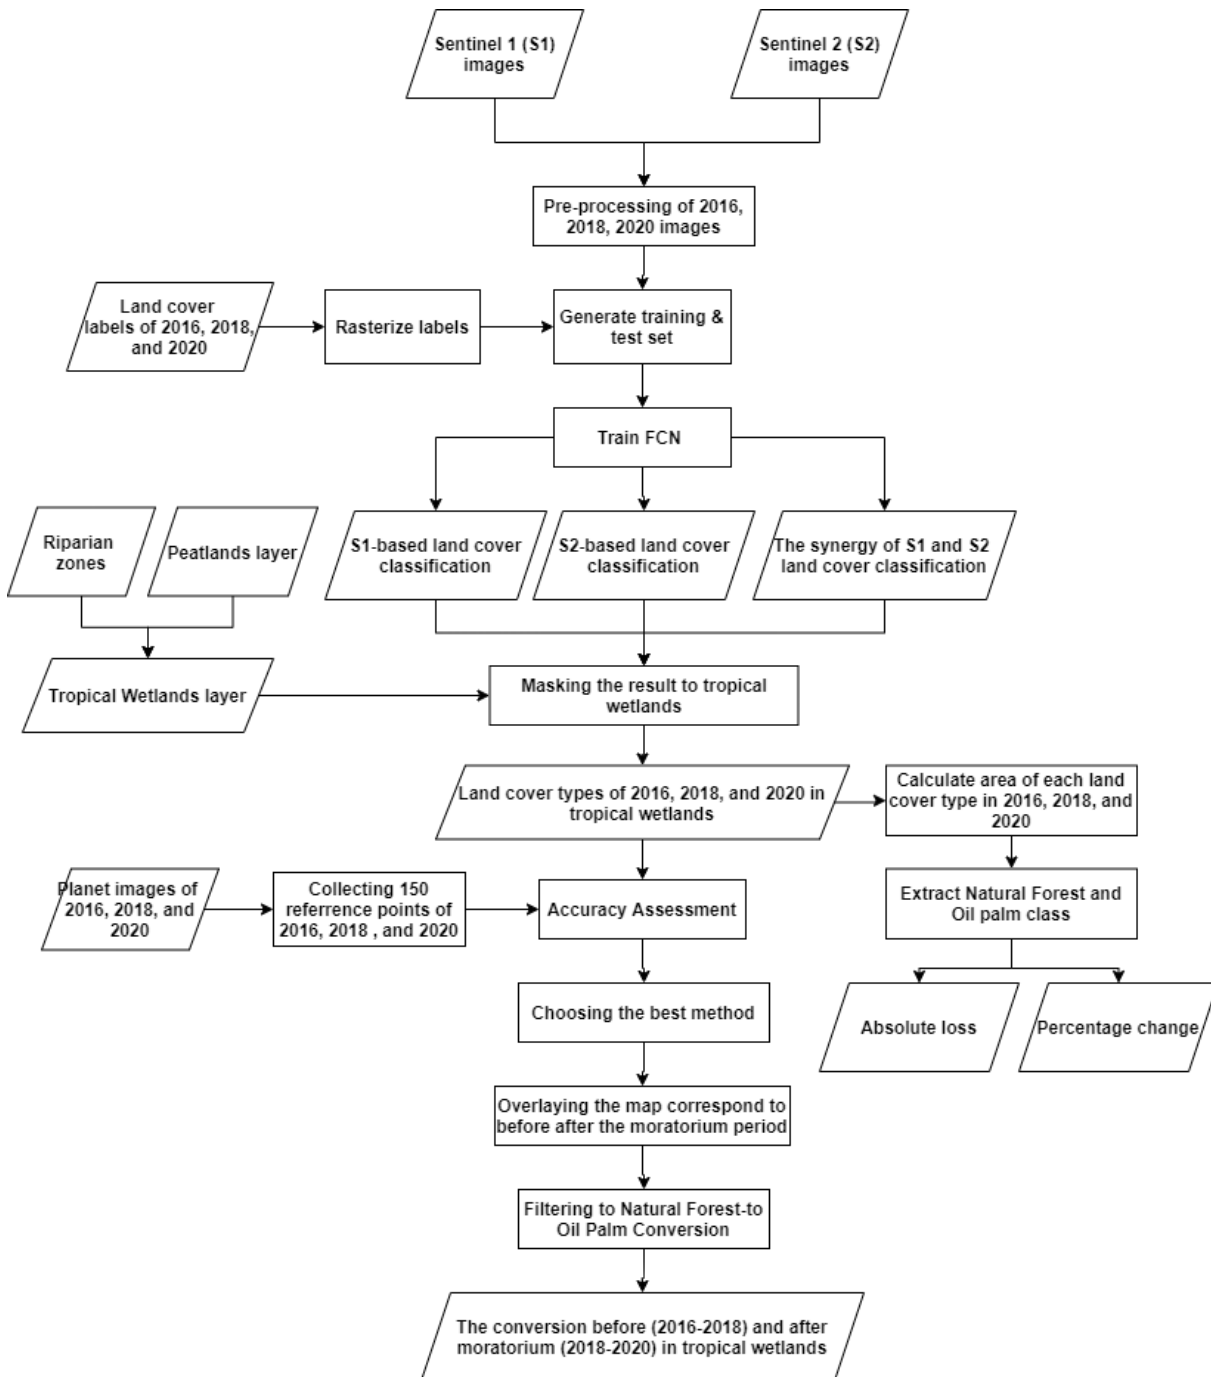 Sentinel 1 (S1)
images
Sentinel 2 (S2)
images
Pre-processing of 2016,
2018, 2020 images
Land cover
labels of 2016, 2018,
and 2020
Rasterize labels
Generate training &
test set
Train FCN
Riparian
zones
Peatlands layer
S1-based land cover
classification
S2-based land cover
classification
The synergy of S1 and S2
land cover classification
Tropical Wetlands layer
Masking the result to tropical
wetlands
Land cover types of 2016, 2018, and 2020 in
tropical wetlands
Calculate area of each land
cover type in 2016, 2018, and
2020
Planet images of
2016, 2018, and
2020
Collecting 150
referrence points of
2016, 2018 , and 2020
Accuracy Assessment
Extract Natural Forest and
Oil palm class
Choosing the best method
Absolute loss
Percentage change
Overlaying the map correspond to
before after the moratorium period
Filtering to Natural Forest-to
Oil Palm Conversion
The conversion before (2016-2018) and after
moratorium (2018-2020) in tropical wetlands